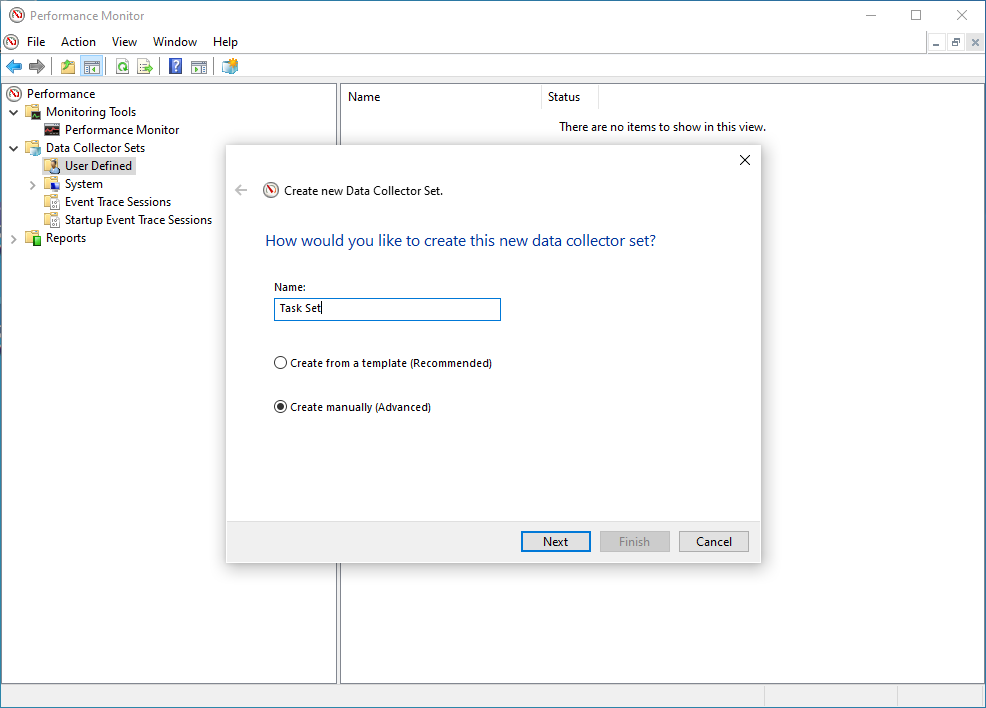 Performance Monitor
File Action View Window Help
Performance
Monitoring Tools
Performance Monitor
Data Collector Sets
User Defined
System
Event Trace Sessions
Startup Event Trace Sessions
Reports
Name Status
There are no items to show in this view.
Create new Data Collector Set.
How would you like to create this new data collector set?
Name:
Task Set
Create from a template (Recommended)
Create manually (Advanced)
Next Finish Cancel